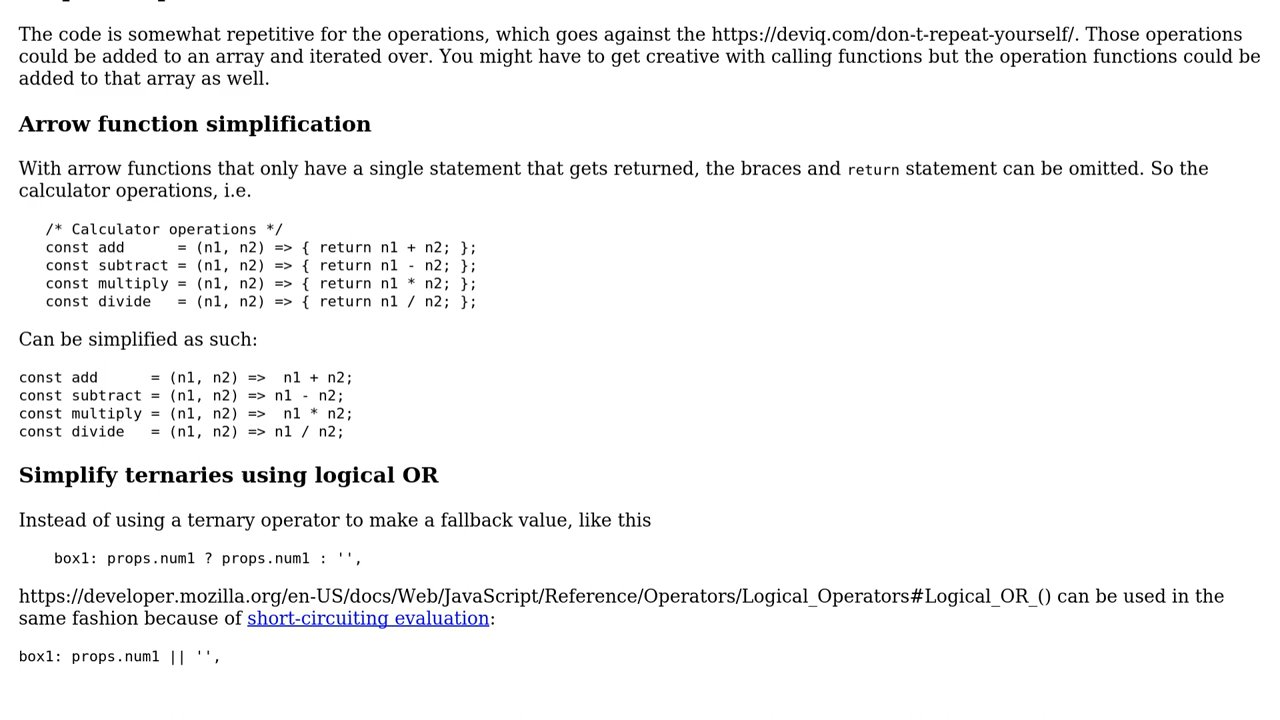 The code is somewhat repetitive for the operations, which goes against the https://deviq.com/don-t-repeat-yourself/. Those operations
could be added to an array and iterated over. You might have to get creative with calling functions but the operation functions could be
added to that array as well.
Arrow function simplification
With arrow functions that only have a single statement that gets returned, the braces and return statement can be omitted. So the
calculator operations, i.e.
   /* Calculator operations */
   const add      = (n1, n2) => { return n1 + n2; };
   const subtract = (n1, n2) => { return n1 - n2; };
   const multiply = (n1, n2) => { return n1 * n2; };
   const divide   = (n1, n2) => { return n1 / n2; };
Can be simplified as such:
const add      = (n1, n2) =>  n1 + n2;
const subtract = (n1, n2) => n1 - n2;
const multiply = (n1, n2) =>  n1 * n2;
const divide   = (n1, n2) => n1 / n2;
Simplify ternaries using logical OR
Instead of using a ternary operator to make a fallback value, like this
    box1: props.num1 ? props.num1 : '',
https://developer.mozilla.org/en-US/docs/Web/JavaScript/Reference/Operators/Logical_Operators#Logical_OR_() can be used in the
same fashion because of short-circuiting evaluation:
box1: props.num1 || '',